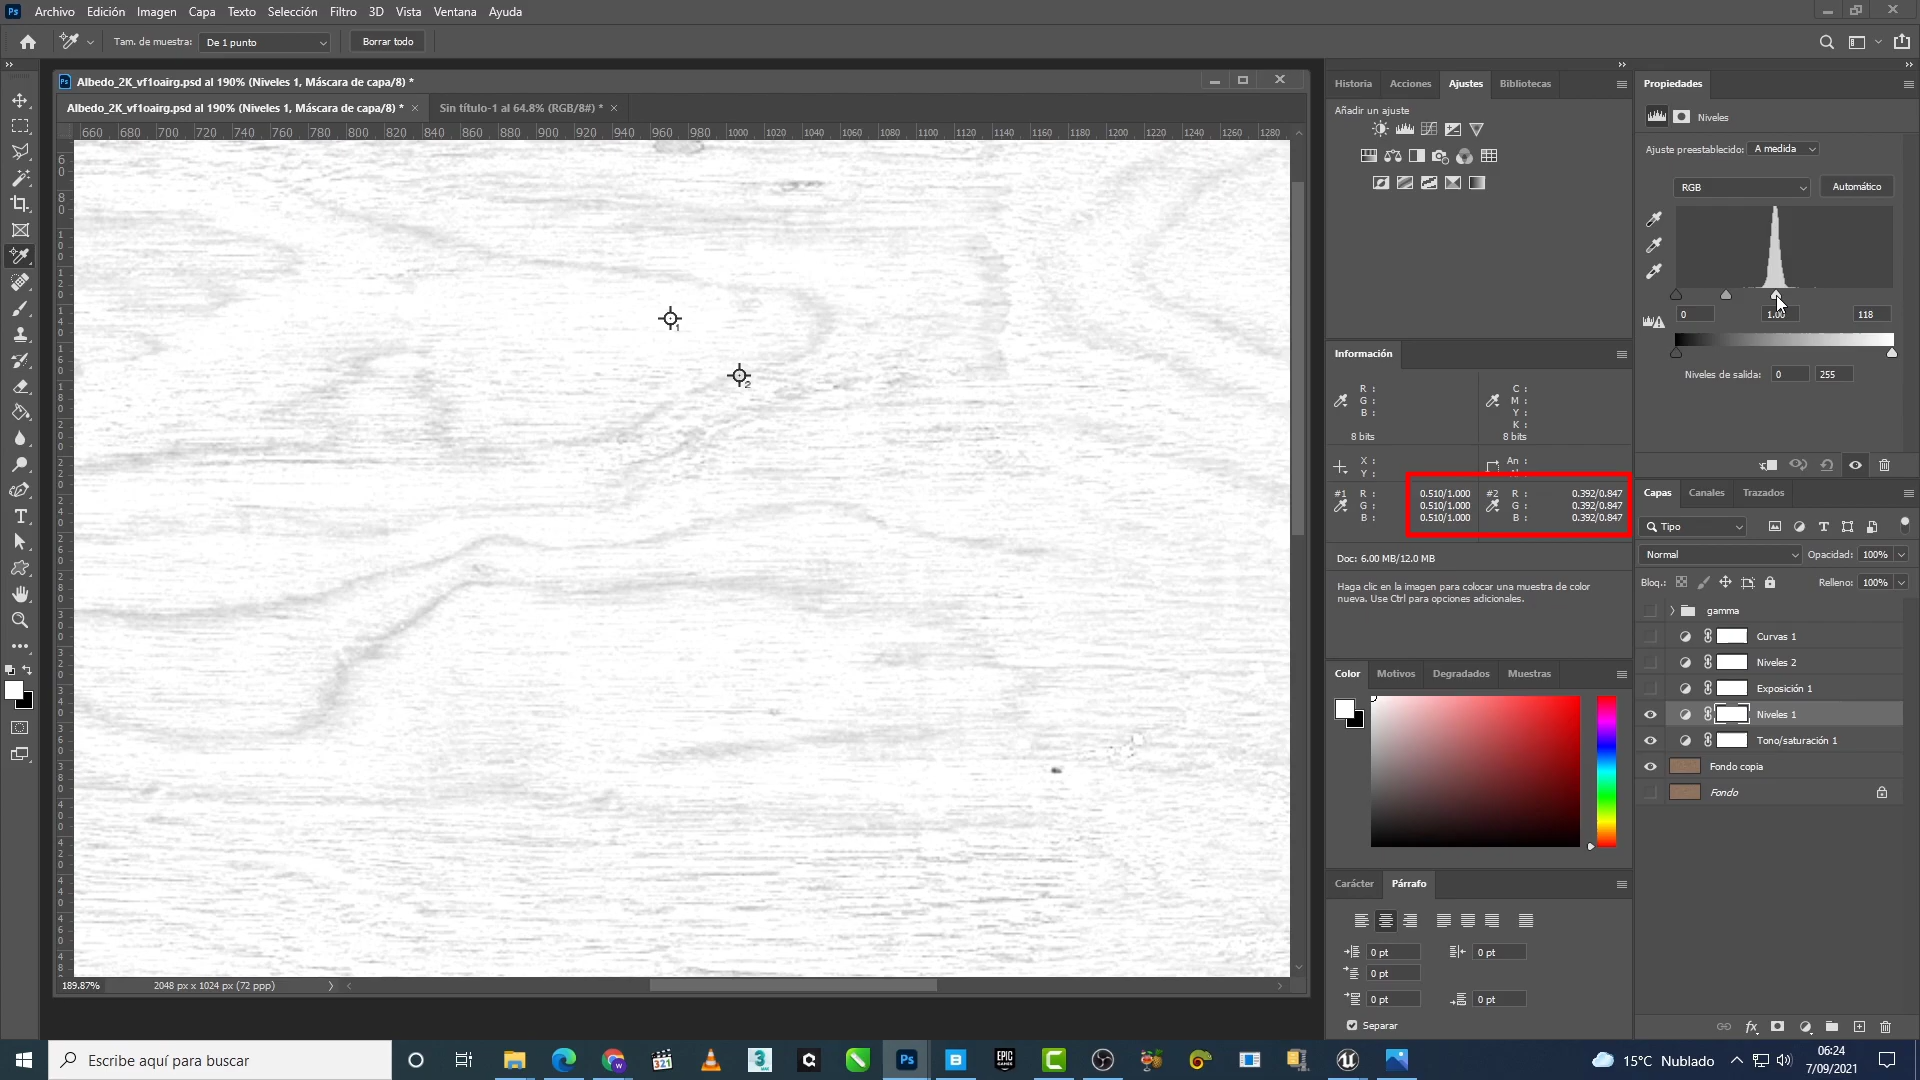 Archivo Edición Imagen Capa Texto Selección Filtro 3D Vista Ventana Ayuda
Tam. de muestra: De 1 punto Borrar todo
Albedo_2K_vf1oairg.psd al 190% (Niveles 1, Máscara de capa/8) *
Albedo_2K_vf1oairg.psd al 190% (Niveles 1, Máscara de capa/8) * × Sin título-1 al 64.8% (RGB/8#) * ×
660 680 700 720 740 760 780 800 820 840 860 880 900 920 940 960 980 1000 1020 1040 1060 1080 1100 1120 1140 1160 1180 1200 1220 1240 1260 1280
1
2
189.87% 2048 px x 1024 px (72 ppp)
Historia Acciones Ajustes Bibliotecas
Añadir un ajuste
Información
R :
G :
B :
8 bits
C :
M :
Y :
K :
8 bits
X :
Y :
An :
#1 R : 0.510/1.000
G : 0.510/1.000
B : 0.510/1.000
#2 R : 0.392/0.847
G : 0.392/0.847
B : 0.392/0.847
Doc: 6.00 MB/12.0 MB
Haga clic en la imagen para colocar una muestra de color
nueva. Use Ctrl para opciones adicionales.
Color Motivos Degradados Muestras
Carácter Párrafo
0 pt 0 pt
0 pt
0 pt 0 pt
Separar
Propiedades
Niveles
Ajuste preestablecido: A medida
RGB Automático
0 1.00 118
Niveles de salida: 0 255
Capas Canales Trazados
Tipo
Normal Opacidad: 100%
Bloq.: Relleno: 100%
gamma
Curvas 1
Niveles 2
Exposición 1
Niveles 1
Tono/saturación 1
Fondo copia
Fondo
fx
Escribe aquí para buscar
15°C Nublado
06:24
7/09/2021